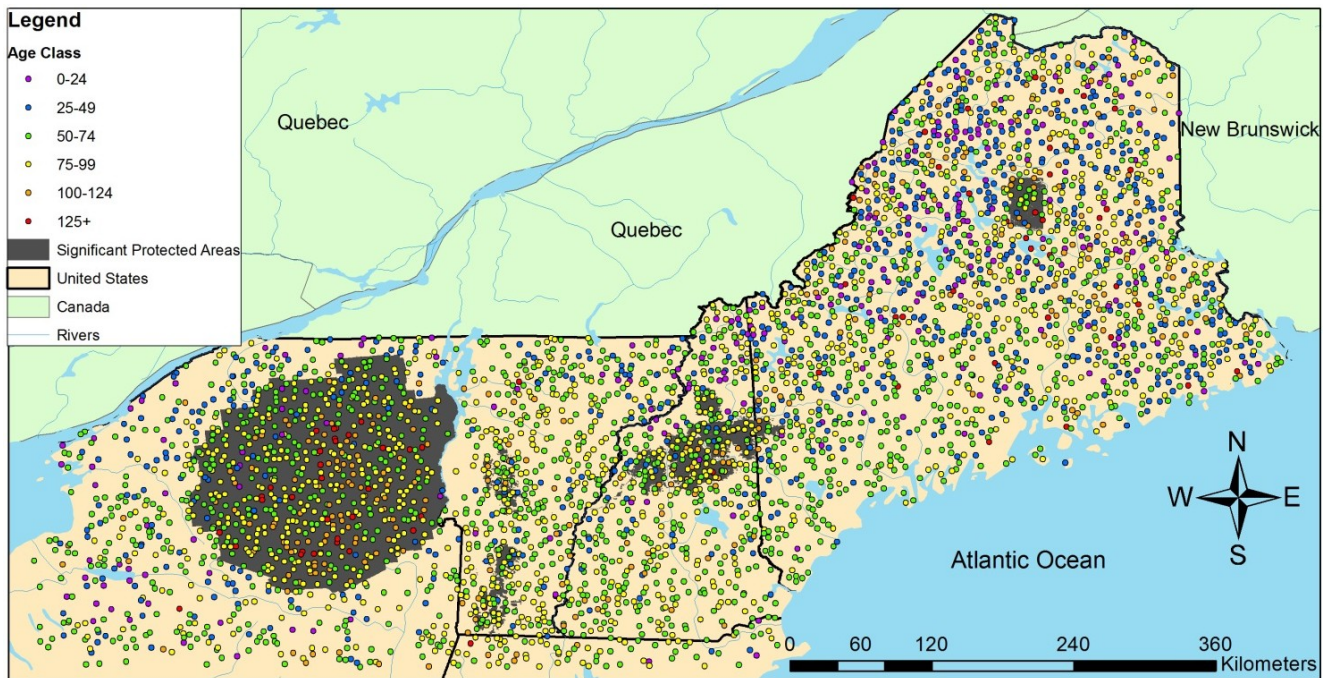 Legend
Age Class
0-24
25-49
50-74
75-99
100-124
125+
Significant Protected Areas
United States
Canada
Rivers
Quebec
Quebec
New Brunswick
N
W E
S
Atlantic Ocean
0 60 120 240 360
Kilometers